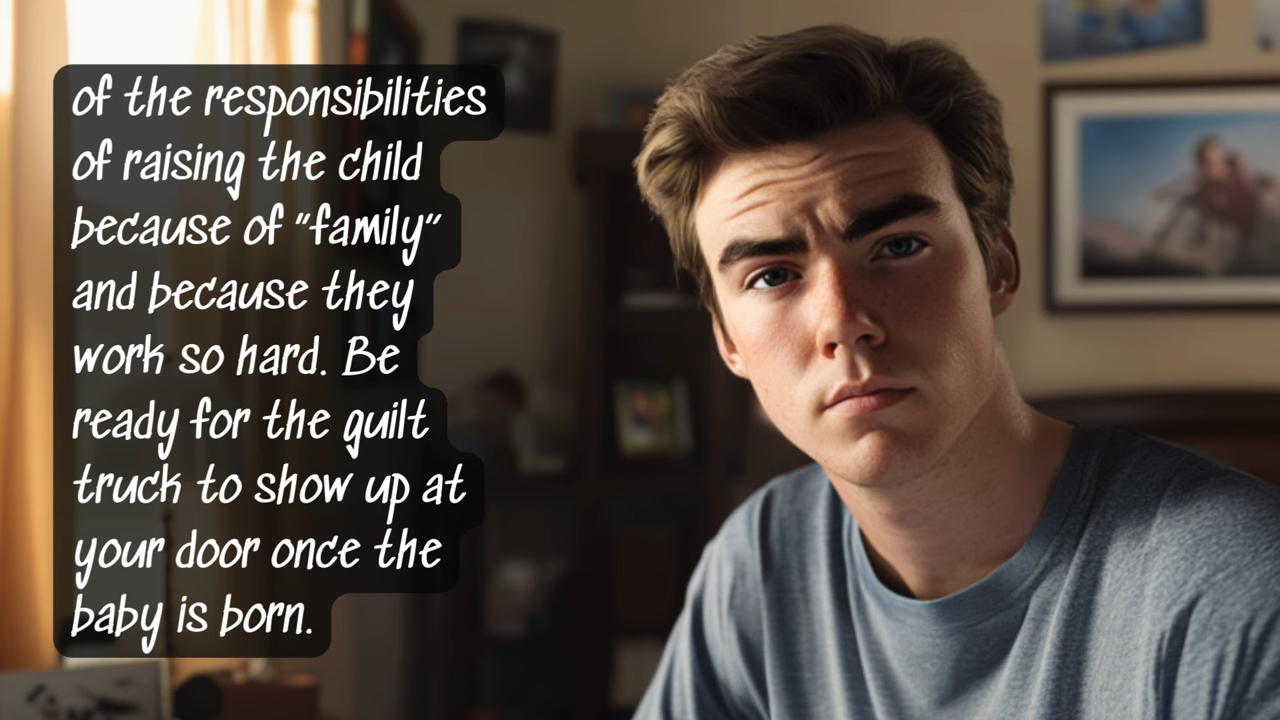 of the responsibilities
of raising the child
because of "family"
and because they
work so hard. Be
ready for the guilt
truck to show up at
your door once the
baby is born.